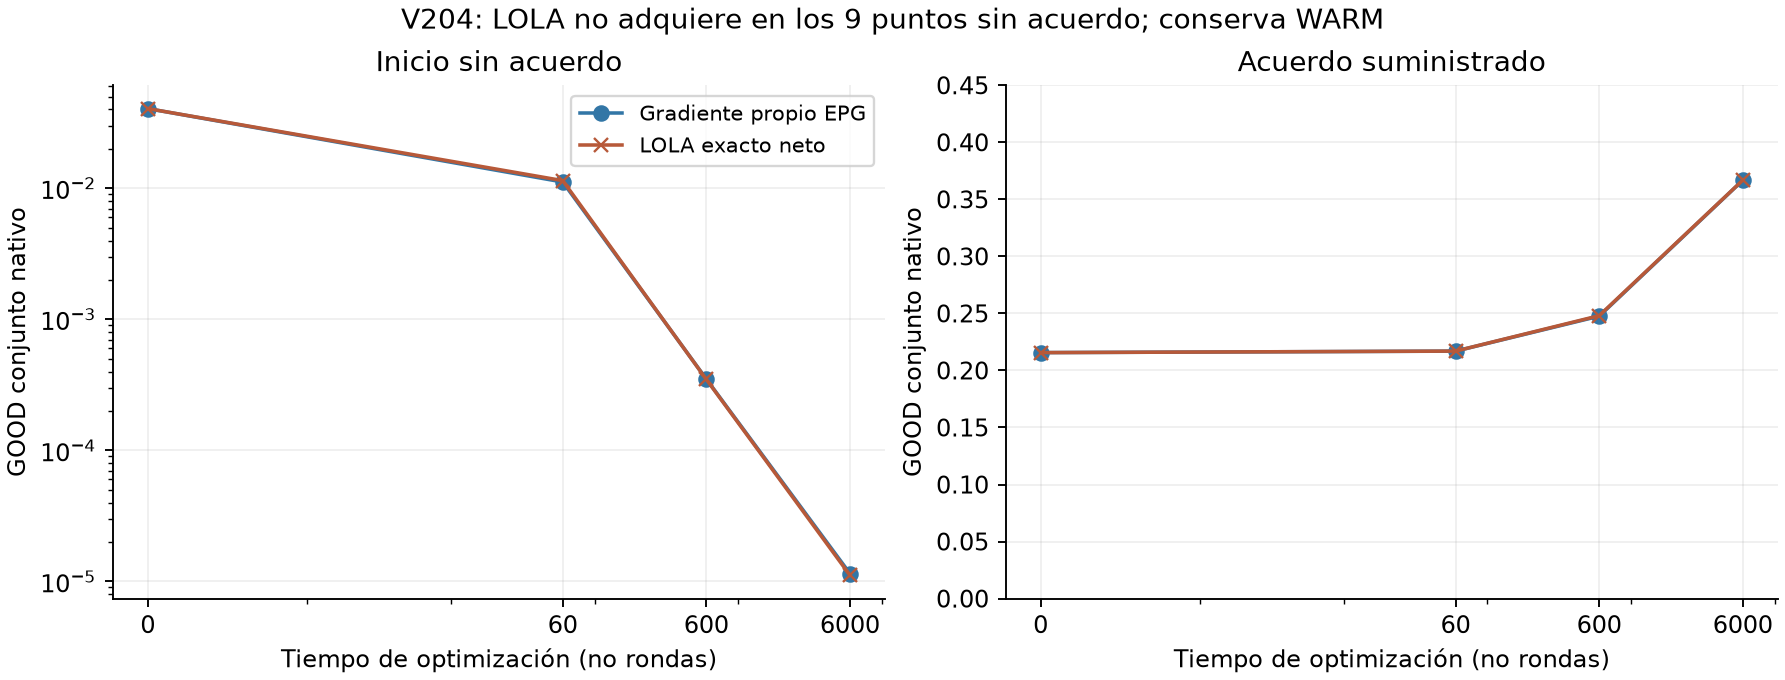 V204: LOLA no adquiere en los 9 puntos sin acuerdo; conserva WARM
Inicio sin acuerdo
Gradiente propio EPG
LOLA exacto neto
GOOD conjunto nativo
10⁻²
10⁻³
10⁻⁴
10⁻⁵
0 60 600 6000
Tiempo de optimización (no rondas)
Acuerdo suministrado
GOOD conjunto nativo
0.45
0.40
0.35
0.30
0.25
0.20
0.15
0.10
0.05
0.00
0 60 600 6000
Tiempo de optimización (no rondas)